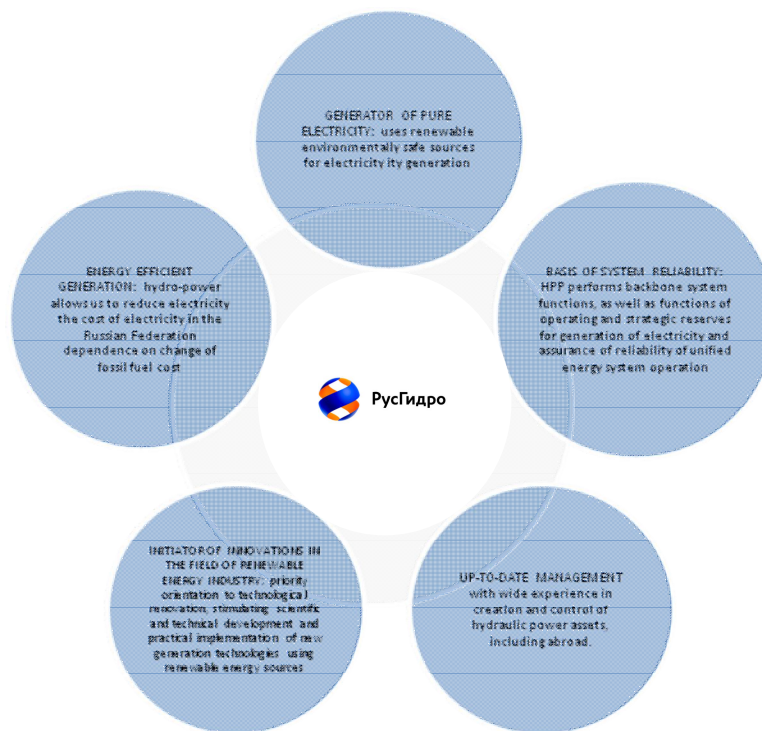 GENERATOR OF PURE
ELECTRICITY: uses renewable
environmentally safe sources
for electricity ity generation
BASIS OF SYSTEM RELIABILITY:
HPP performs backbone system
functions, as well as functions of
operating and strategic reserves
for generation of electricity and
assurance of reliability of unified
energy system operation
UP-TO-DATE MANAGEMENT
with wide experience in
creation and control of
hydraulic power assets,
including abroad.
INITIATOR OF INNOVATIONS IN
THE FIELD OF RENEWABLE
ENERGY INDUSTRY: priority
orientation to technological
renovation, stimulating scientific
and technical development and
practical implementation of new
generation technologies using
renewable energy sources
ENERGY EFFICIENT
GENERATION: hydro-power
allows us to reduce electricity
the cost of electricity in the
Russian Federation
dependence on change of
fossil fuel cost
РусГидро